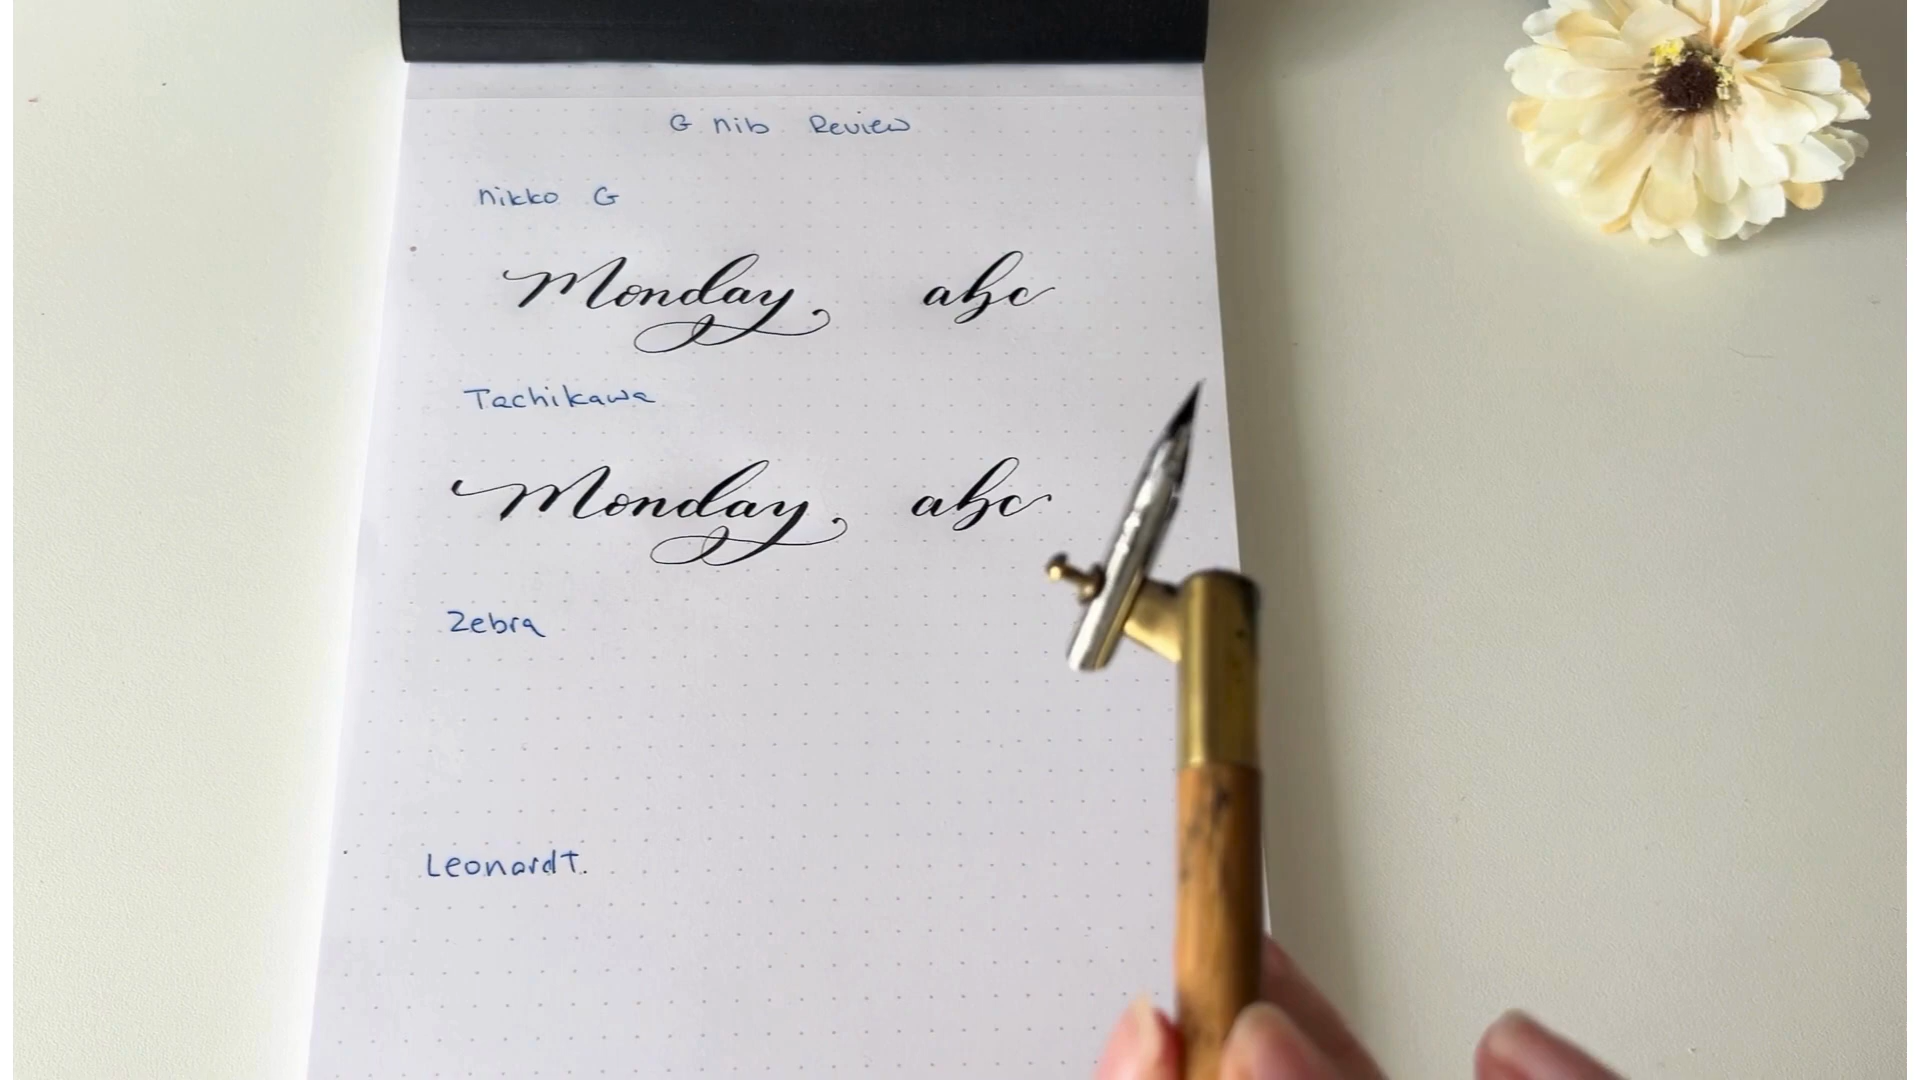 G nib Review
nikko G
Monday abc
Tachikawa
Monday abc
Zebra
Leonardt.